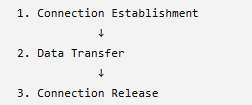 1. Connection Establishment
↓
2. Data Transfer
↓
3. Connection Release